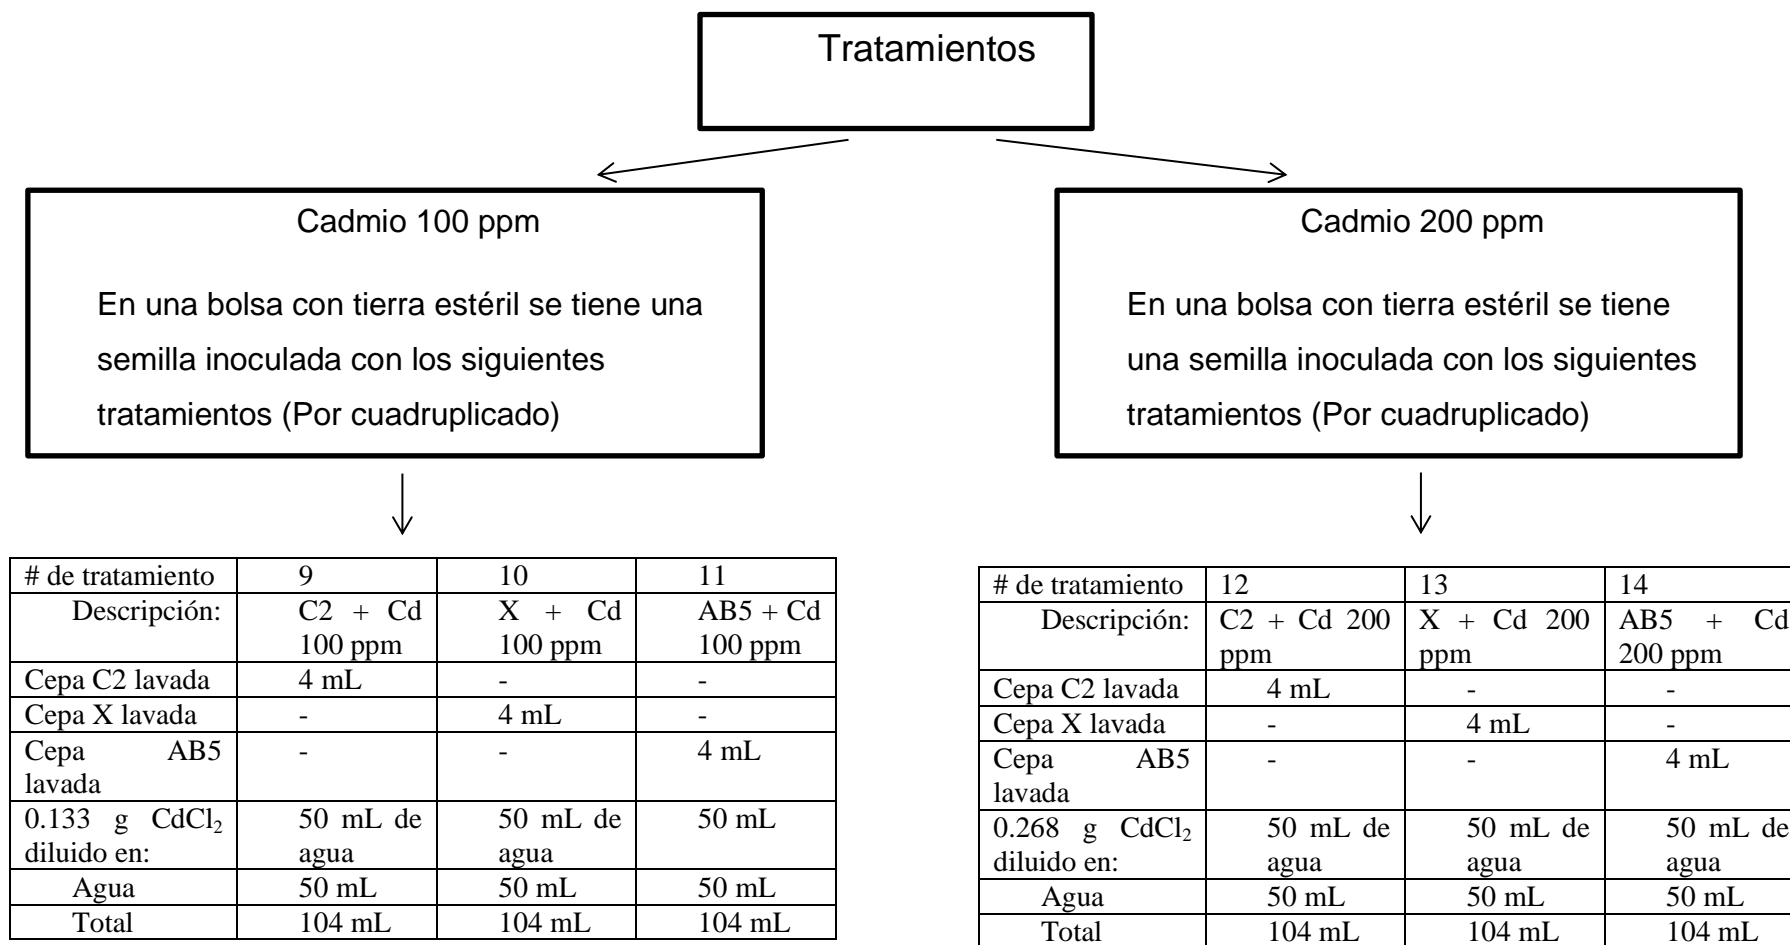 Tratamientos
Cadmio 100 ppm
En una bolsa con tierra estéril se tiene una
semilla inoculada con los siguientes
tratamientos (Por cuadruplicado)
Cadmio 200 ppm
En una bolsa con tierra estéril se tiene
una semilla inoculada con los siguientes
tratamientos (Por cuadruplicado)
# de tratamiento 9 10 11
Descripción: C2 + Cd 100 ppm X + Cd 100 ppm AB5 + Cd 100 ppm
Cepa C2 lavada 4 mL - -
Cepa X lavada - 4 mL -
Cepa AB5 lavada - - 4 mL
0.133 g CdCl₂ diluido en: 50 mL de agua 50 mL de agua 50 mL
Agua 50 mL 50 mL 50 mL
Total 104 mL 104 mL 104 mL
# de tratamiento 12 13 14
Descripción: C2 + Cd 200 ppm X + Cd 200 ppm AB5 + Cd 200 ppm
Cepa C2 lavada 4 mL - -
Cepa X lavada - 4 mL -
Cepa AB5 lavada - - 4 mL
0.268 g CdCl₂ diluido en: 50 mL de agua 50 mL de agua 50 mL de agua
Agua 50 mL 50 mL 50 mL
Total 104 mL 104 mL 104 mL